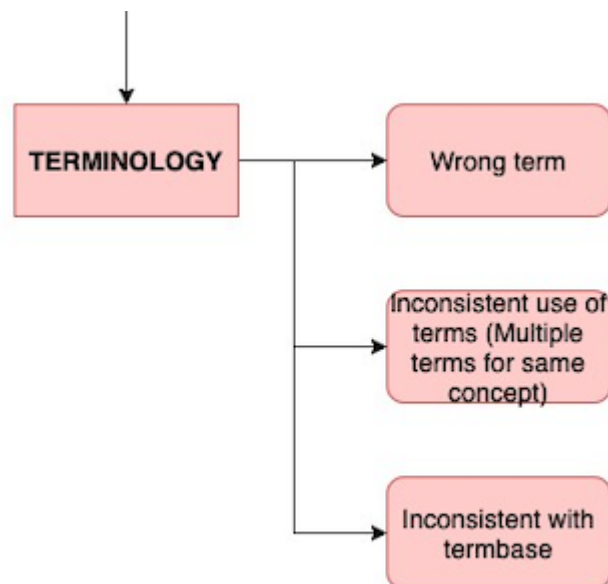 TERMINOLOGY
Wrong term
Inconsistent use of
terms (Multiple
terms for same
concept)
Inconsistent with
termbase